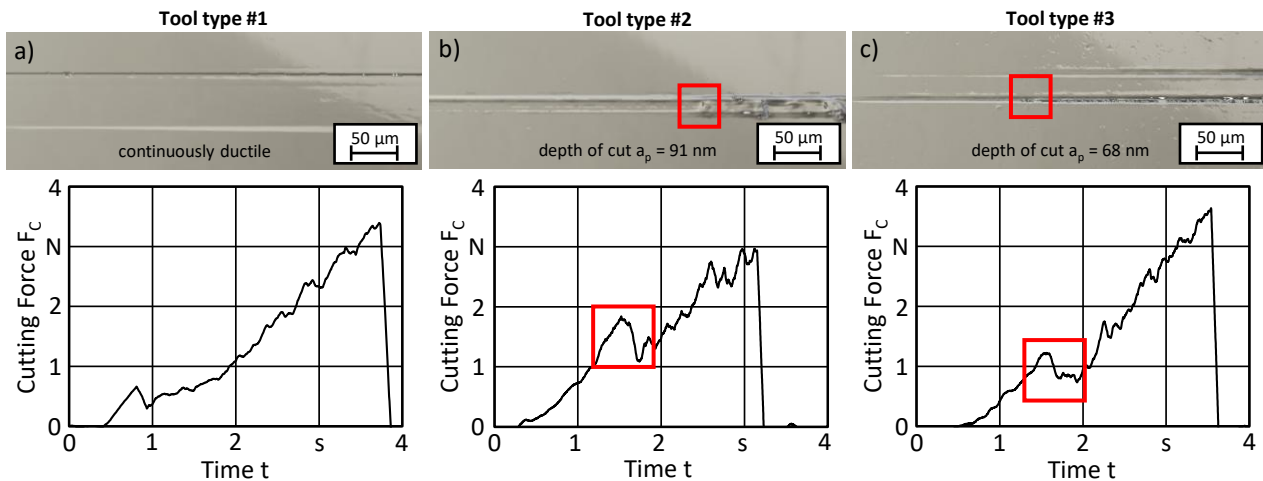 Tool type #1
a)
continuously ductile
50 µm
Tool type #2
b)
depth of cut aₚ = 91 nm
50 µm
Tool type #3
c)
depth of cut aₚ = 68 nm
50 µm
Cutting Force F_C
4
N
2
1
0
0 1 2 s 4
Time t
Cutting Force F_C
4
N
2
1
0
0 1 2 s 4
Time t
Cutting Force F_C
4
N
2
1
0
0 1 2 s 4
Time t